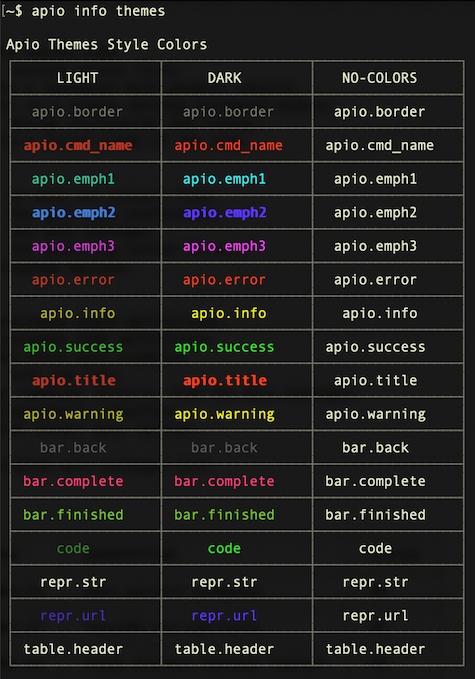 [~$ apio info themes
Apio Themes Style Colors
LIGHT DARK NO-COLORS
apio.border apio.border apio.border
apio.cmd_name apio.cmd_name apio.cmd_name
apio.emph1 apio.emph1 apio.emph1
apio.emph2 apio.emph2 apio.emph2
apio.emph3 apio.emph3 apio.emph3
apio.error apio.error apio.error
apio.info apio.info apio.info
apio.success apio.success apio.success
apio.title apio.title apio.title
apio.warning apio.warning apio.warning
bar.back bar.back bar.back
bar.complete bar.complete bar.complete
bar.finished bar.finished bar.finished
code code code
repr.str repr.str repr.str
repr.url repr.url repr.url
table.header table.header table.header